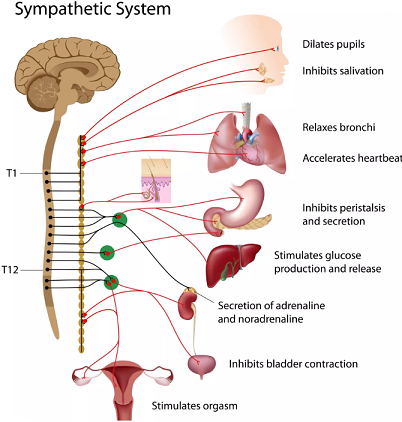 Sympathetic System
Dilates pupils
Inhibits salivation
Relaxes bronchi
Accelerates heartbeat
T1
Inhibits peristalsis
and secretion
Stimulates glucose
production and release
T12
Secretion of adrenaline
and noradrenaline
Inhibits bladder contraction
Stimulates orgasm